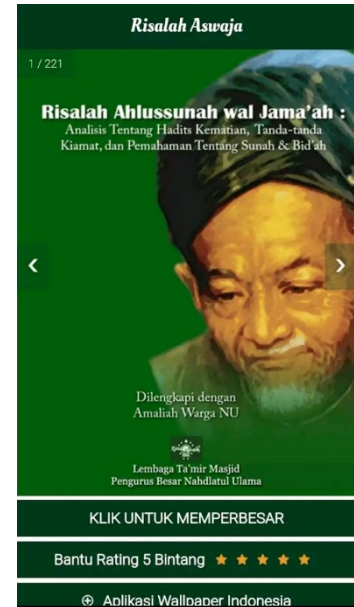 Risalah Aswaja
1 / 221
Risalah Ahlussunah wal Jama'ah :
Analisis Tentang Hadits Kematian, Tanda-tanda
Kiamat, dan Pemahaman Tentang Sunah & Bid'ah
Dilengkapi dengan
Amaliah Warga NU
Lembaga Ta'mir Masjid
Pengurus Besar Nahdlatul Ulama
KLIK UNTUK MEMPERBESAR
Bantu Rating 5 Bintang ★ ★ ★ ★ ★
Aplikasi Wallpaper Indonesia